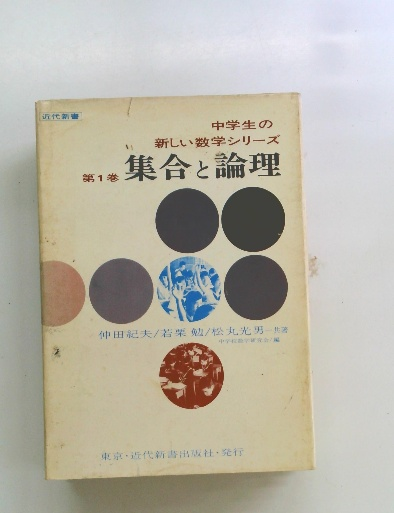 近代新書
中学生の
新しい数学シリーズ
第1巻 集合と論理
仲田紀夫/若栗 勉/松丸光男=共著
東京・近代新書出版社・発行